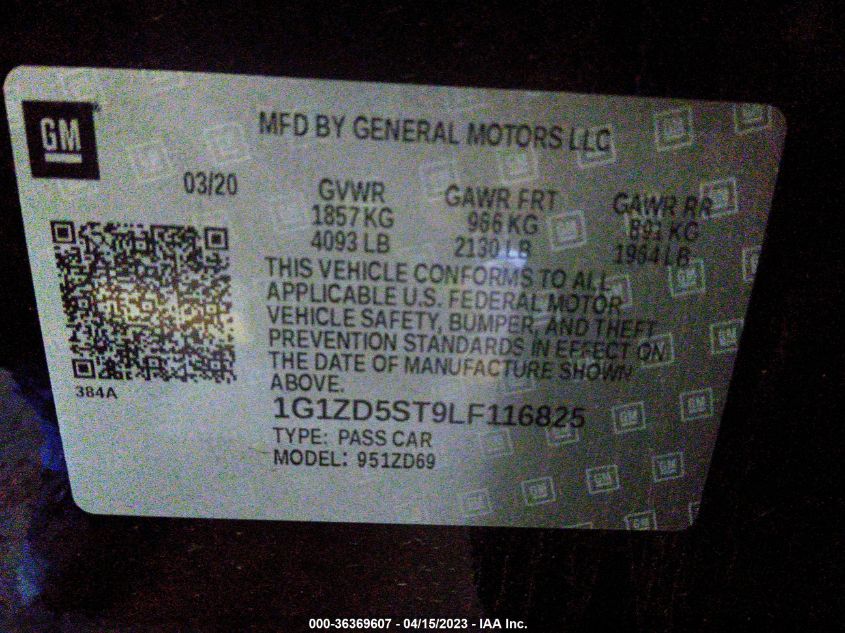 GM
MFD BY GENERAL MOTORS LLC
03/20
GVWR GAWR FRT GAWR RR
1857 KG 966 KG 891 KG
4093 LB 2130 LB 1964 LB
THIS VEHICLE CONFORMS TO ALL
APPLICABLE U.S. FEDERAL MOTOR
VEHICLE SAFETY, BUMPER, AND THEFT
PREVENTION STANDARDS IN EFFECT ON
THE DATE OF MANUFACTURE SHOWN
ABOVE.
384A
1G1ZD5ST9LF116825
TYPE: PASS CAR
MODEL: 951ZD69
000-36369607 - 04/15/2023 - IAA Inc.